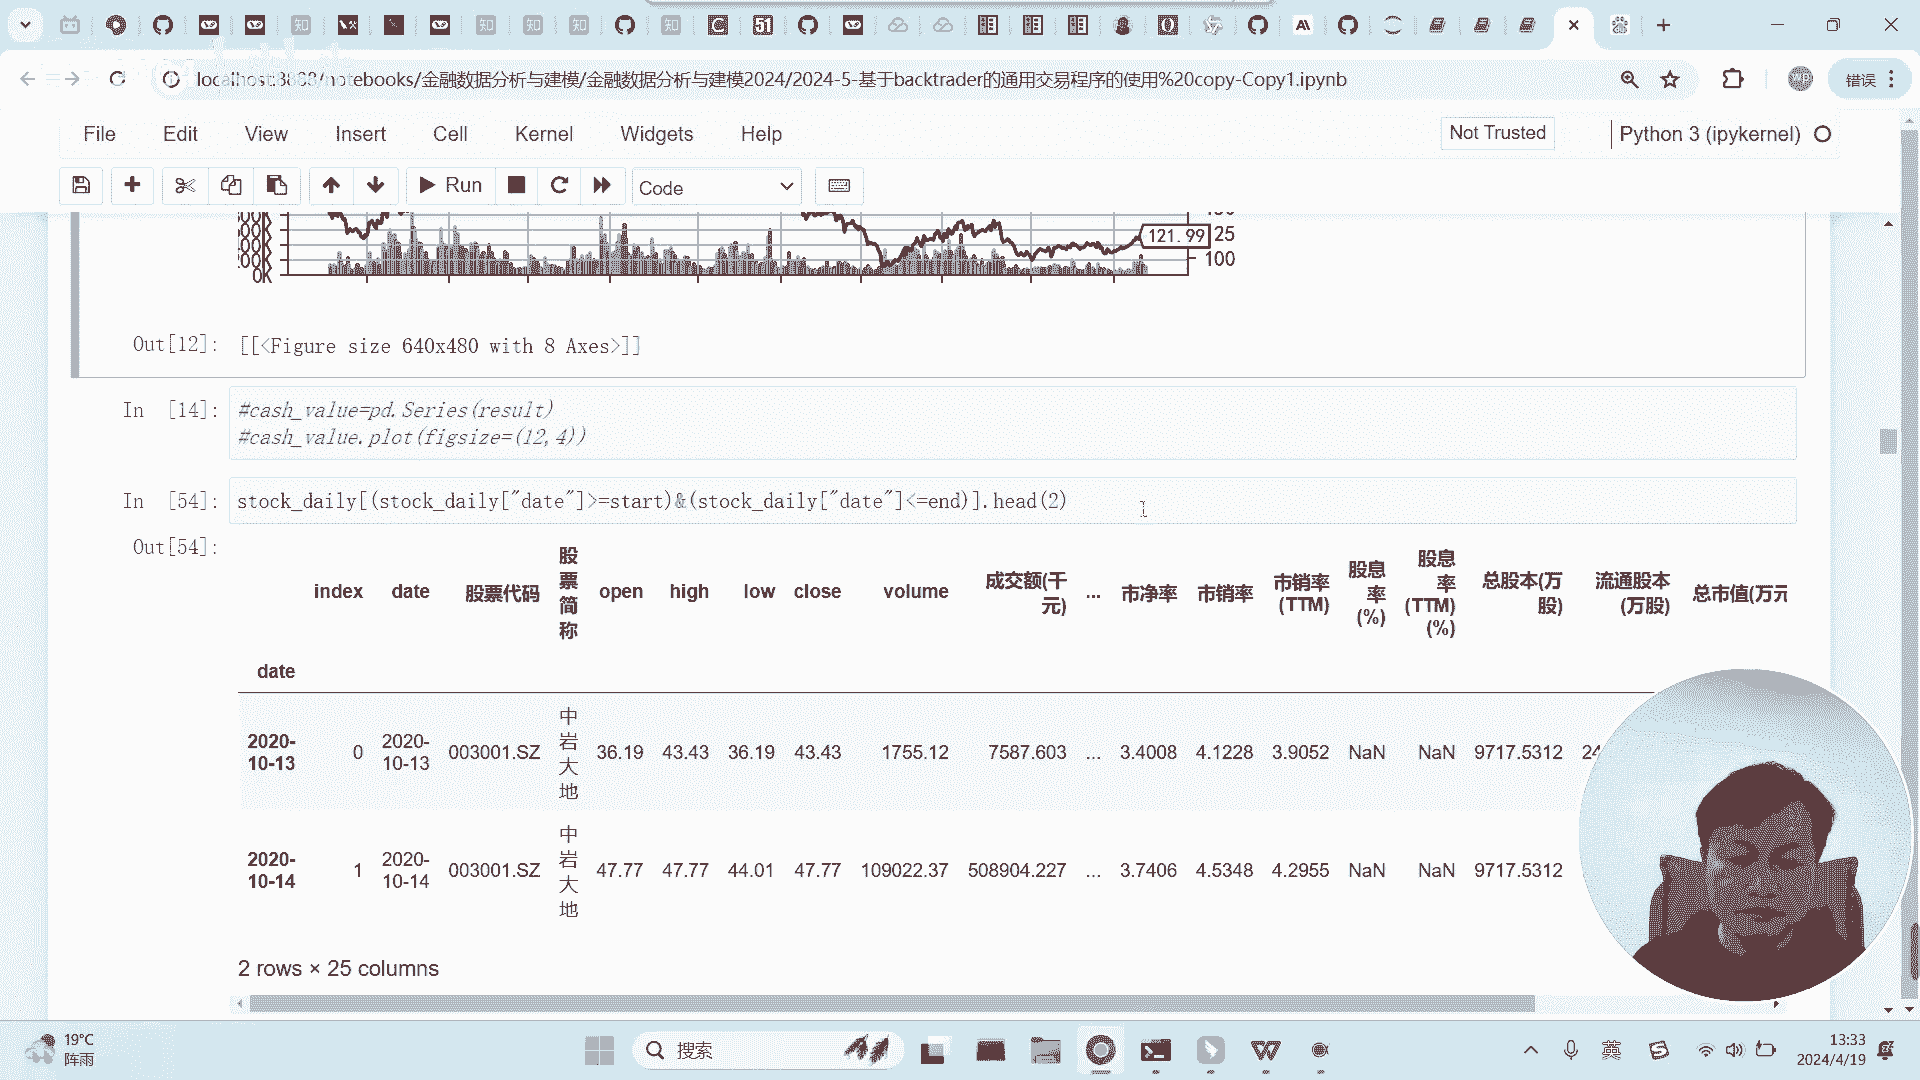 localhost:8888/notebooks/金融数据分析与建模/金融数据分析与建模2024/2024-5-基于backtrader的通用交易程序的使用%20copy-Copy1.ipynb
错误
File Edit View Insert Cell Kernel Widgets Help
Not Trusted
Python 3 (ipykernel)
Run
Code
121.99
25
100
0K
Out[12]:
[[<Figure size 640x480 with 8 Axes>]]
In [14]:
#cash_value=pd.Series(result)
#cash_value.plot(figsize=(12,4))
In [54]:
stock_daily[(stock_daily["date"]>=start)&(stock_daily["date"]<=end)].head(2)
Out[54]:
index date 股票代码 股票简称 open high low close volume 成交额(千元) ... 市净率 市销率 市销率(TTM) 股息率(%) 股息率(TTM)(%) 总股本(万股) 流通股本(万股) 总市值(万元
date
2020-10-13 0 2020-10-13 003001.SZ 中岩大地 36.19 43.43 36.19 43.43 1755.12 7587.603 ... 3.4008 4.1228 3.9052 NaN NaN 9717.5312 24
2020-10-14 1 2020-10-14 003001.SZ 中岩大地 47.77 47.77 44.01 47.77 109022.37 508904.227 ... 3.7406 4.5348 4.2955 NaN NaN 9717.5312
2 rows × 25 columns
19°C
阵雨
搜索
英
13:33
2024/4/19